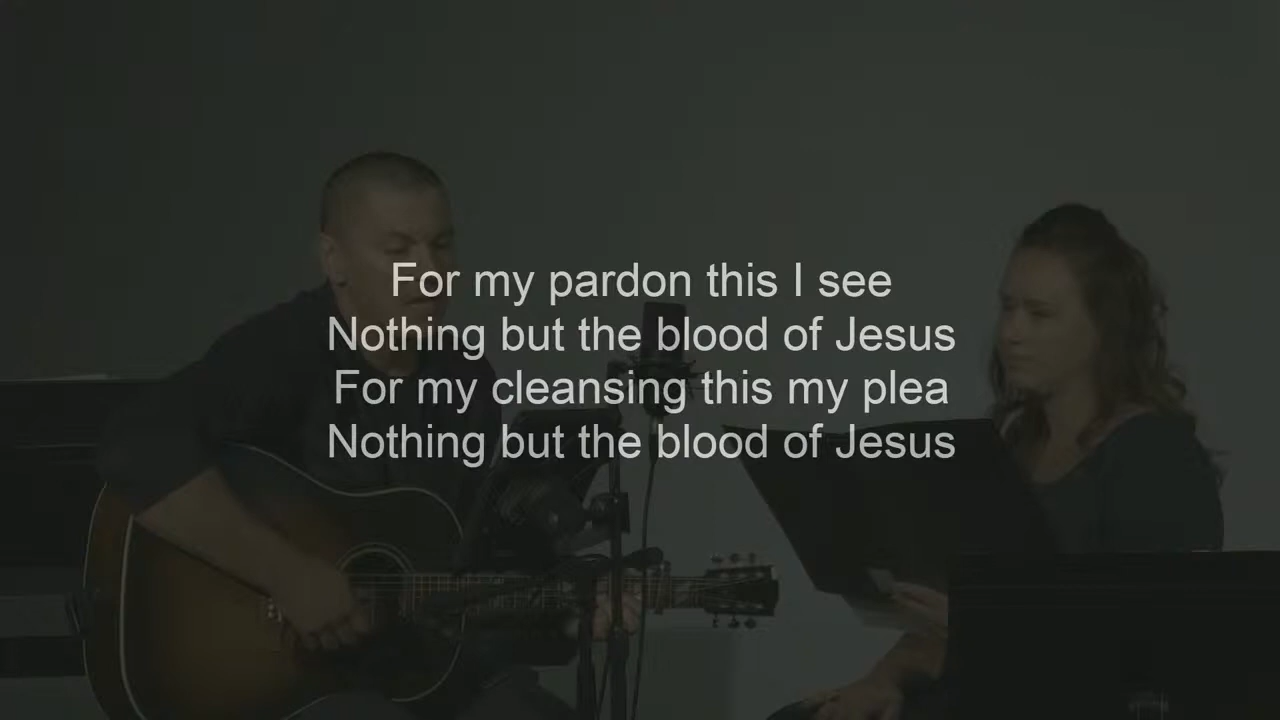 For my pardon this I see
Nothing but the blood of Jesus
For my cleansing this my plea
Nothing but the blood of Jesus